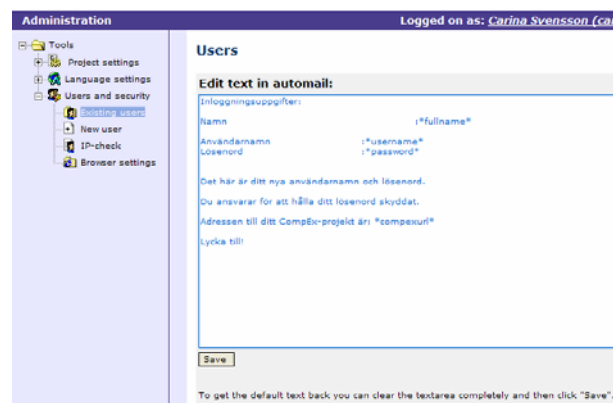 Administration
Logged on as: Carina Svensson (ca
Tools
Project settings
Language settings
Users and security
Existing users
New user
IP-check
Browser settings
Users
Edit text in automail:
Inloggningsuppgifter:
Namn :*fullname*
Användarnamn :*username*
Lösenord :*password*
Det här är ditt nya användarnamn och lösenord.
Du ansvarar för att hålla ditt lösenord skyddat.
Adressen till ditt CompEx-projekt är: *compexurl*
Lycka till!
Save
To get the default text back you can clear the textarea completely and then click "Save".